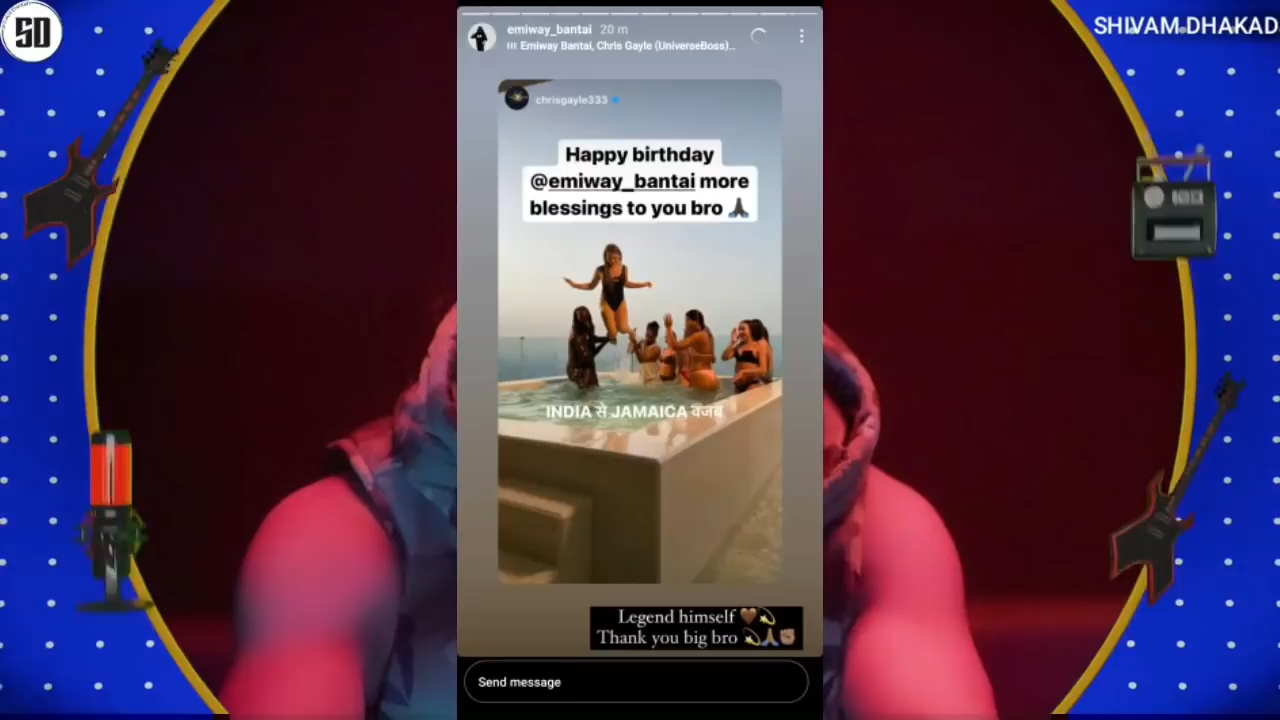 SD
SHIVAM DHAKAD
emiway_bantai 20 m
Emiway Bantai, Chris Gayle (UniverseBoss)...
chrisgayle333
Happy birthday
@emiway_bantai more
blessings to you bro 🙏🏿
INDIA से JAMAICA वजब
Legend himself 🤎💫
Thank you big bro 💫🙏🏽✊🏽
Send message